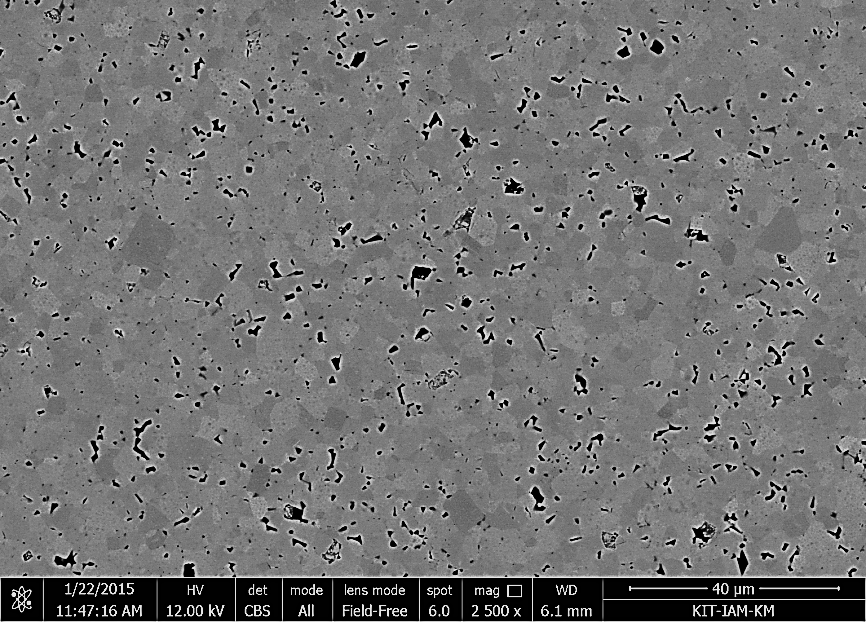 1/22/2015 HV det mode lens mode spot mag WD 40 µm
11:47:16 AM 12.00 kV CBS All Field-Free 6.0 2 500 x 6.1 mm KIT-IAM-KM